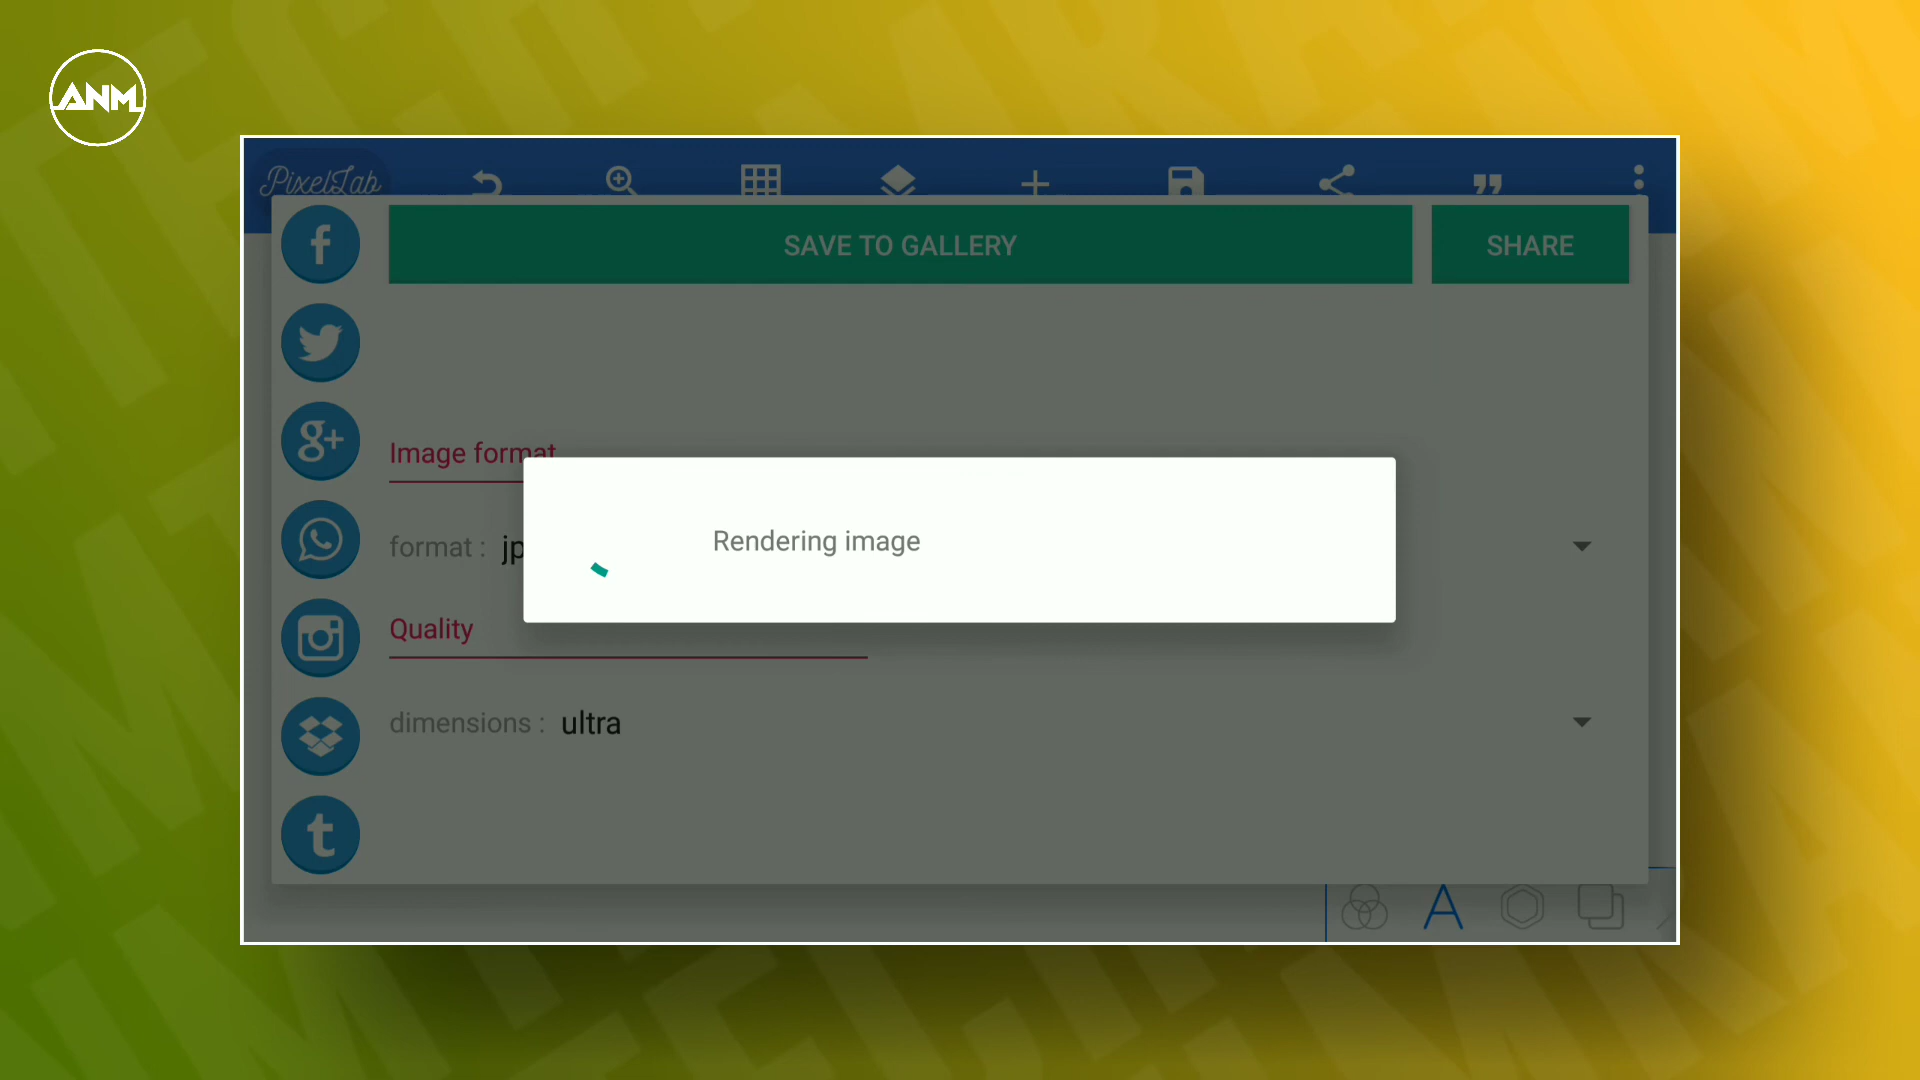 ANM
PixelLab
SAVE TO GALLERY
SHARE
Image format
Rendering image
format : jp
Quality
dimensions : ultra